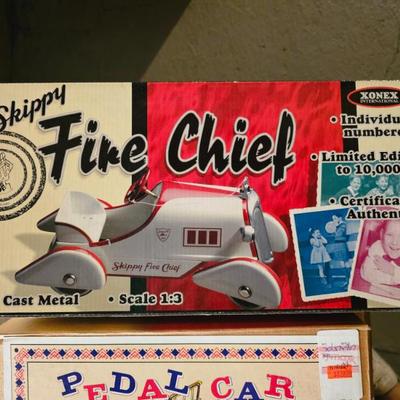 Skippy
Fire Chief
XONEX
INTERNATIONAL
• Individu
numbere
• Limited Edi
to 10,000
• Certifica
Authent
Skippy Fire Chief
Cast Metal • Scale 1:3
PEDAL CAR